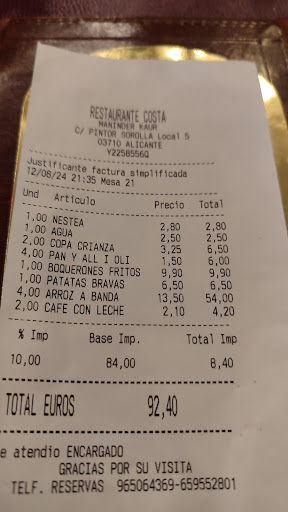 RESTAURANTE COSTA
MANINDER KAUR
C/ PINTOR SOROLLA Local 5
03710 ALICANTE
Y2258556Q
Justificante factura simplificada
12/08/24 21:35 Mesa 21
Und Artículo Precio Total
1,00 NESTEA 2,80 2,80
1,00 AGUA 2,50 2,50
2,00 COPA CRIANZA 3,25 6,50
4,00 PAN Y ALL I OLI 1,50 6,00
1,00 BOQUERONES FRITOS 9,90 9,90
1,00 PATATAS BRAVAS 6,50 6,50
4,00 ARROZ A BANDA 13,50 54,00
2,00 CAFE CON LECHE 2,10 4,20
% Imp Base Imp. Total Imp
10,00 84,00 8,40
TOTAL EUROS 92,40
e atendio ENCARGADO
GRACIAS POR SU VISITA
TELF. RESERVAS 965064369-659552801